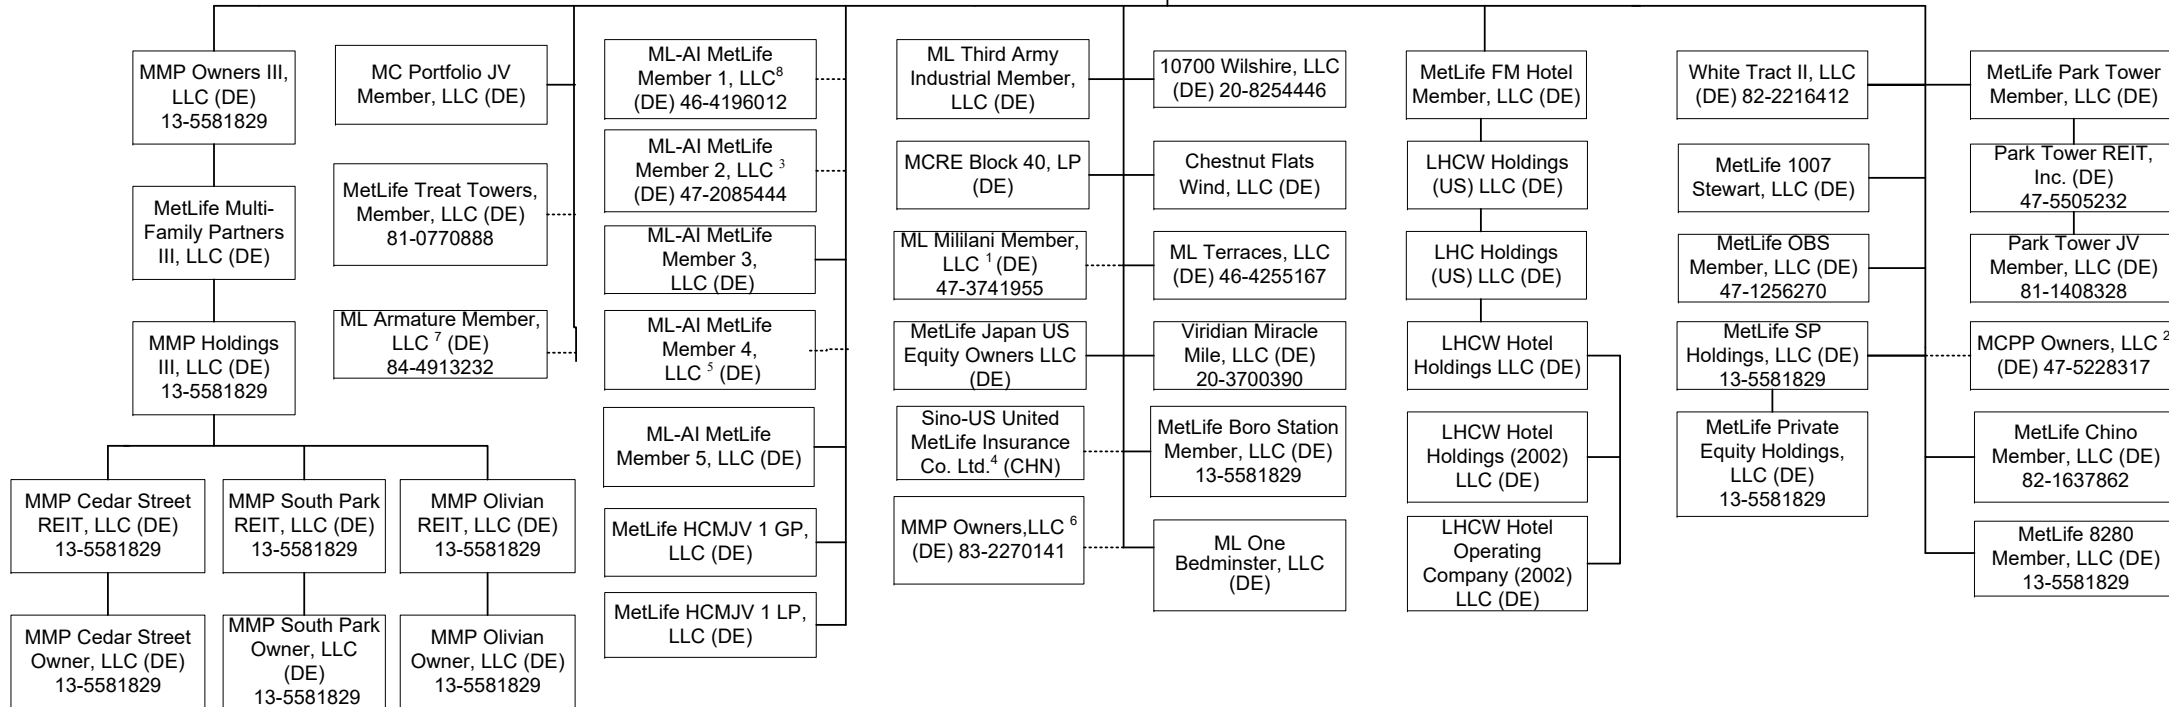 MMP Owners III,
LLC (DE)
13-5581829
MetLife Multi-
Family Partners
III, LLC (DE)
MMP Holdings
III, LLC (DE)
13-5581829
MMP Cedar Street
REIT, LLC (DE)
13-5581829
MMP South Park
REIT, LLC (DE)
13-5581829
MMP Olivian
REIT, LLC (DE)
13-5581829
MMP Cedar Street
Owner, LLC (DE)
13-5581829
MMP South Park
Owner, LLC
(DE)
13-5581829
MMP Olivian
Owner, LLC (DE)
13-5581829
MC Portfolio JV
Member, LLC (DE)
MetLife Treat Towers,
Member, LLC (DE)
81-0770888
ML Armature Member,
LLC 7 (DE)
84-4913232
ML-AI MetLife
Member 1, LLC8
(DE) 46-4196012
ML-AI MetLife
Member 2, LLC 3
(DE) 47-2085444
ML-AI MetLife
Member 3,
LLC (DE)
ML-AI MetLife
Member 4,
LLC 5 (DE)
ML-AI MetLife
Member 5, LLC (DE)
MetLife HCMJV 1 GP,
LLC (DE)
MetLife HCMJV 1 LP,
LLC (DE)
ML Third Army
Industrial Member,
LLC (DE)
MCRE Block 40, LP
(DE)
ML Mililani Member,
LLC 1 (DE)
47-3741955
MetLife Japan US
Equity Owners LLC
(DE)
Sino-US United
MetLife Insurance
Co. Ltd.4 (CHN)
MMP Owners,LLC 6
(DE) 83-2270141
10700 Wilshire, LLC
(DE) 20-8254446
Chestnut Flats
Wind, LLC (DE)
ML Terraces, LLC
(DE) 46-4255167
Viridian Miracle
Mile, LLC (DE)
20-3700390
MetLife Boro Station
Member, LLC (DE)
13-5581829
ML One
Bedminster, LLC
(DE)
MetLife FM Hotel
Member, LLC (DE)
LHCW Holdings
(US) LLC (DE)
LHC Holdings
(US) LLC (DE)
LHCW Hotel
Holdings LLC (DE)
LHCW Hotel
Holdings (2002)
LLC (DE)
LHCW Hotel
Operating
Company (2002)
LLC (DE)
White Tract II, LLC
(DE) 82-2216412
MetLife 1007
Stewart, LLC (DE)
MetLife OBS
Member, LLC (DE)
47-1256270
MetLife SP
Holdings, LLC (DE)
13-5581829
MetLife Private
Equity Holdings,
LLC (DE)
13-5581829
MetLife Park Tower
Member, LLC (DE)
Park Tower REIT,
Inc. (DE)
47-5505232
Park Tower JV
Member, LLC (DE)
81-1408328
MCPP Owners, LLC 2
(DE) 47-5228317
MetLife Chino
Member, LLC (DE)
82-1637862
MetLife 8280
Member, LLC (DE)
13-5581829